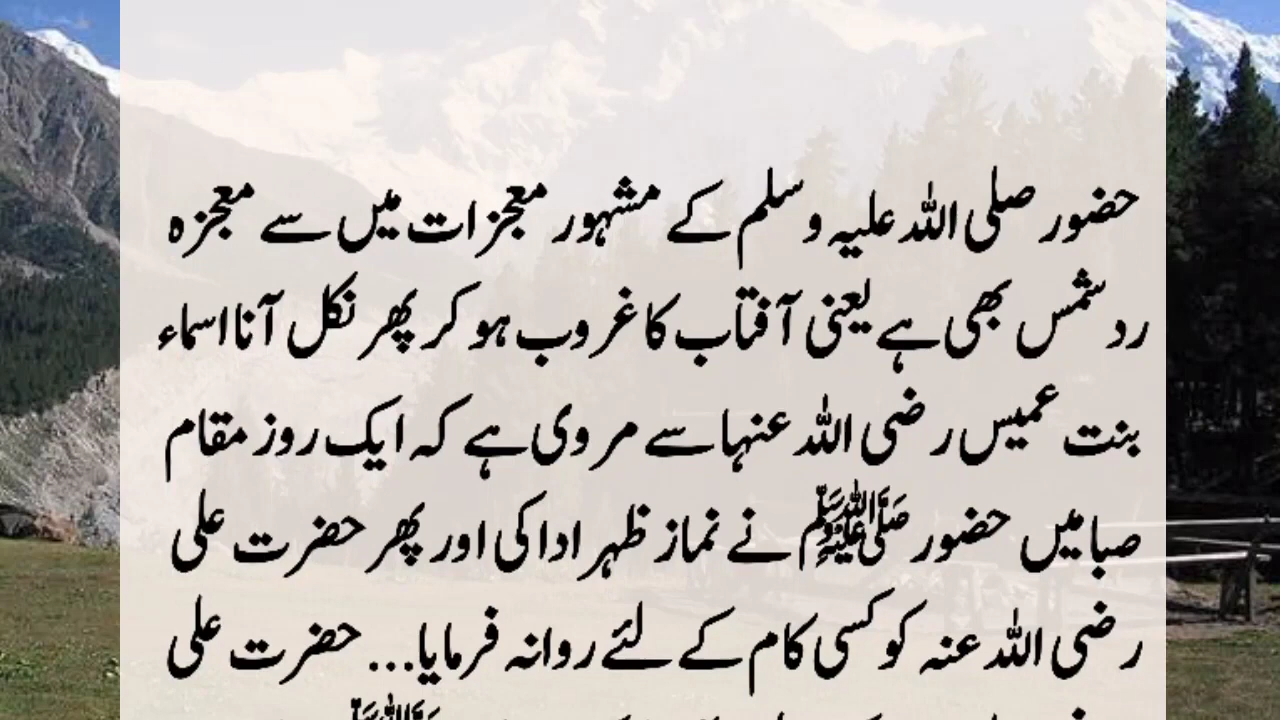 حضور صلی اللہ علیہ وسلم کے مشہور معجزات میں سے معجزہ
رد شمس بھی ہے یعنی آفتاب کا غروب ہو کر پھر نکل آنا اسماء
بنت عمیس رضی اللہ عنہا سے مروی ہے کہ ایک روز مقام
صبا میں حضور ﷺ نے نماز ظہر ادا کی اور پھر حضرت علی
رضی اللہ عنہ کو کسی کام کے لئے روانہ فرمایا... حضرت علی